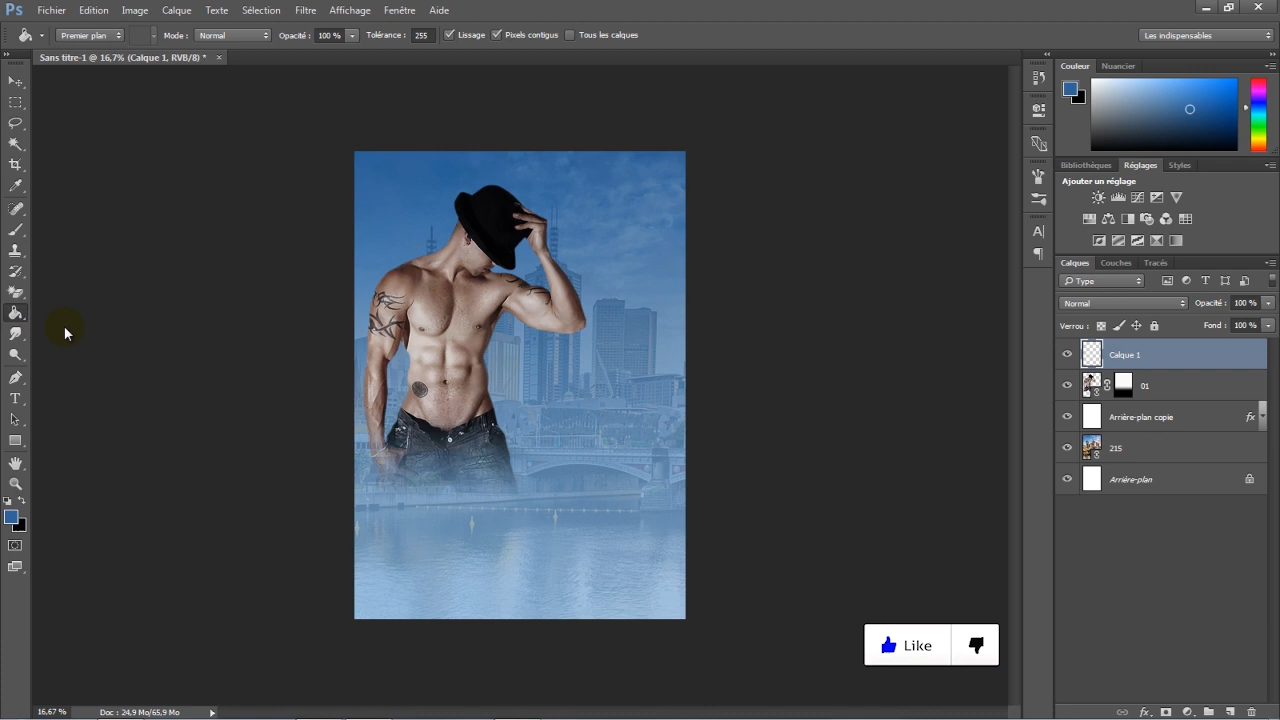 Ps Fichier Edition Image Calque Texte Sélection Filtre Affichage Fenêtre Aide
Premier plan Mode : Normal Opacité : 100 % Tolérance : 255 Lissage Pixels contigus Tous les calques Les indispensables
Sans titre-1 @ 16,7% (Calque 1, RVB/8) * ×
Couleur Nuancier
Bibliothèques Réglages Styles
Ajouter un réglage
Calques Couches Tracés
Type
Normal Opacité : 100 %
Verrou : Fond : 100 %
Calque 1
01
Arrière-plan copie fx
215
Arrière-plan
Like
16,67 % Doc : 24,9 Mo/65,9 Mo
fx